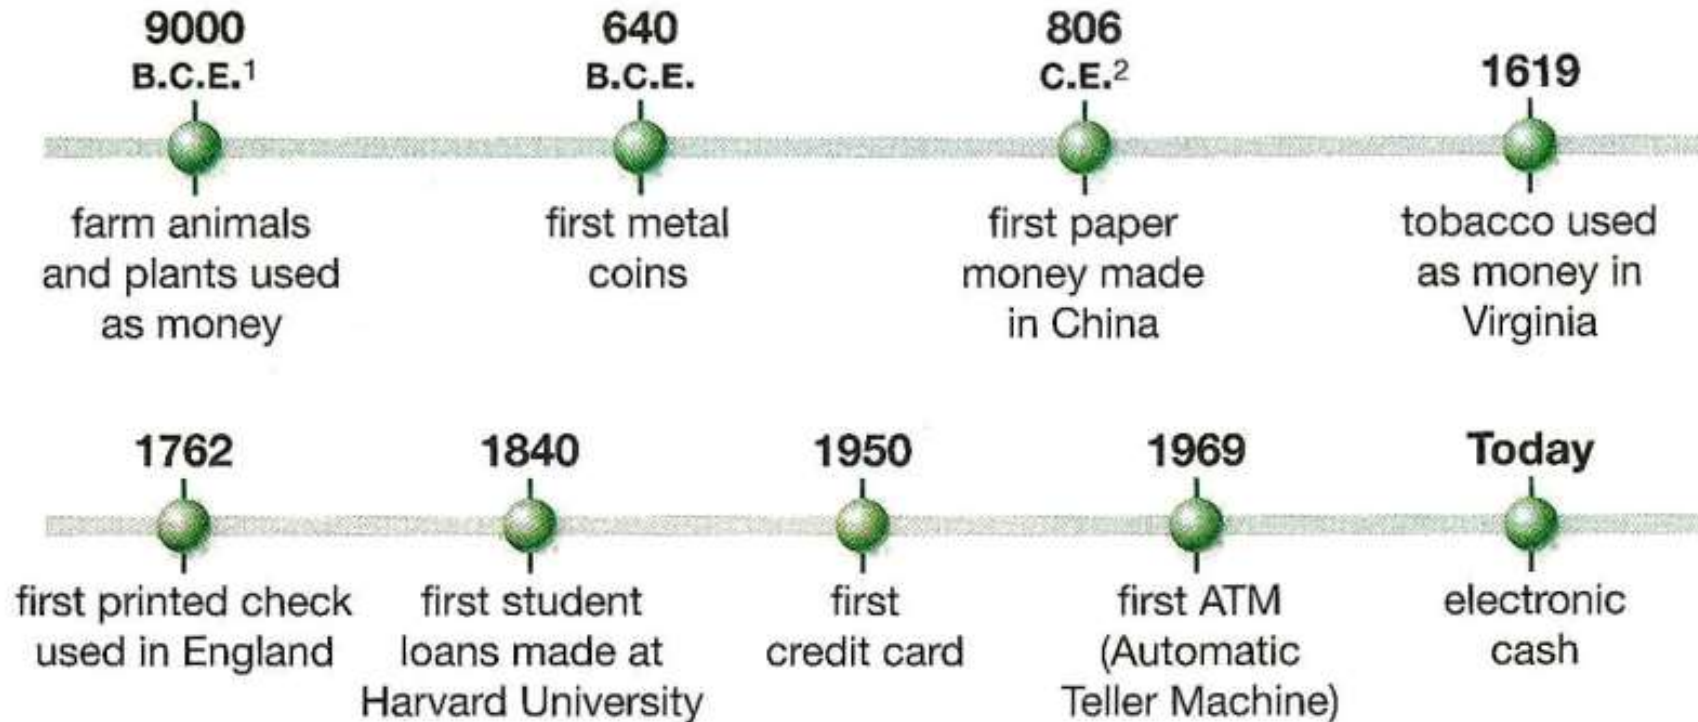 9000
B.C.E.¹
640
B.C.E.
806
C.E.²
1619
farm animals
and plants used
as money
first metal
coins
first paper
money made
in China
tobacco used
as money in
Virginia
1762
1840
1950
1969
Today
first printed check
used in England
first student
loans made at
Harvard University
first
credit card
first ATM
(Automatic
Teller Machine)
electronic
cash